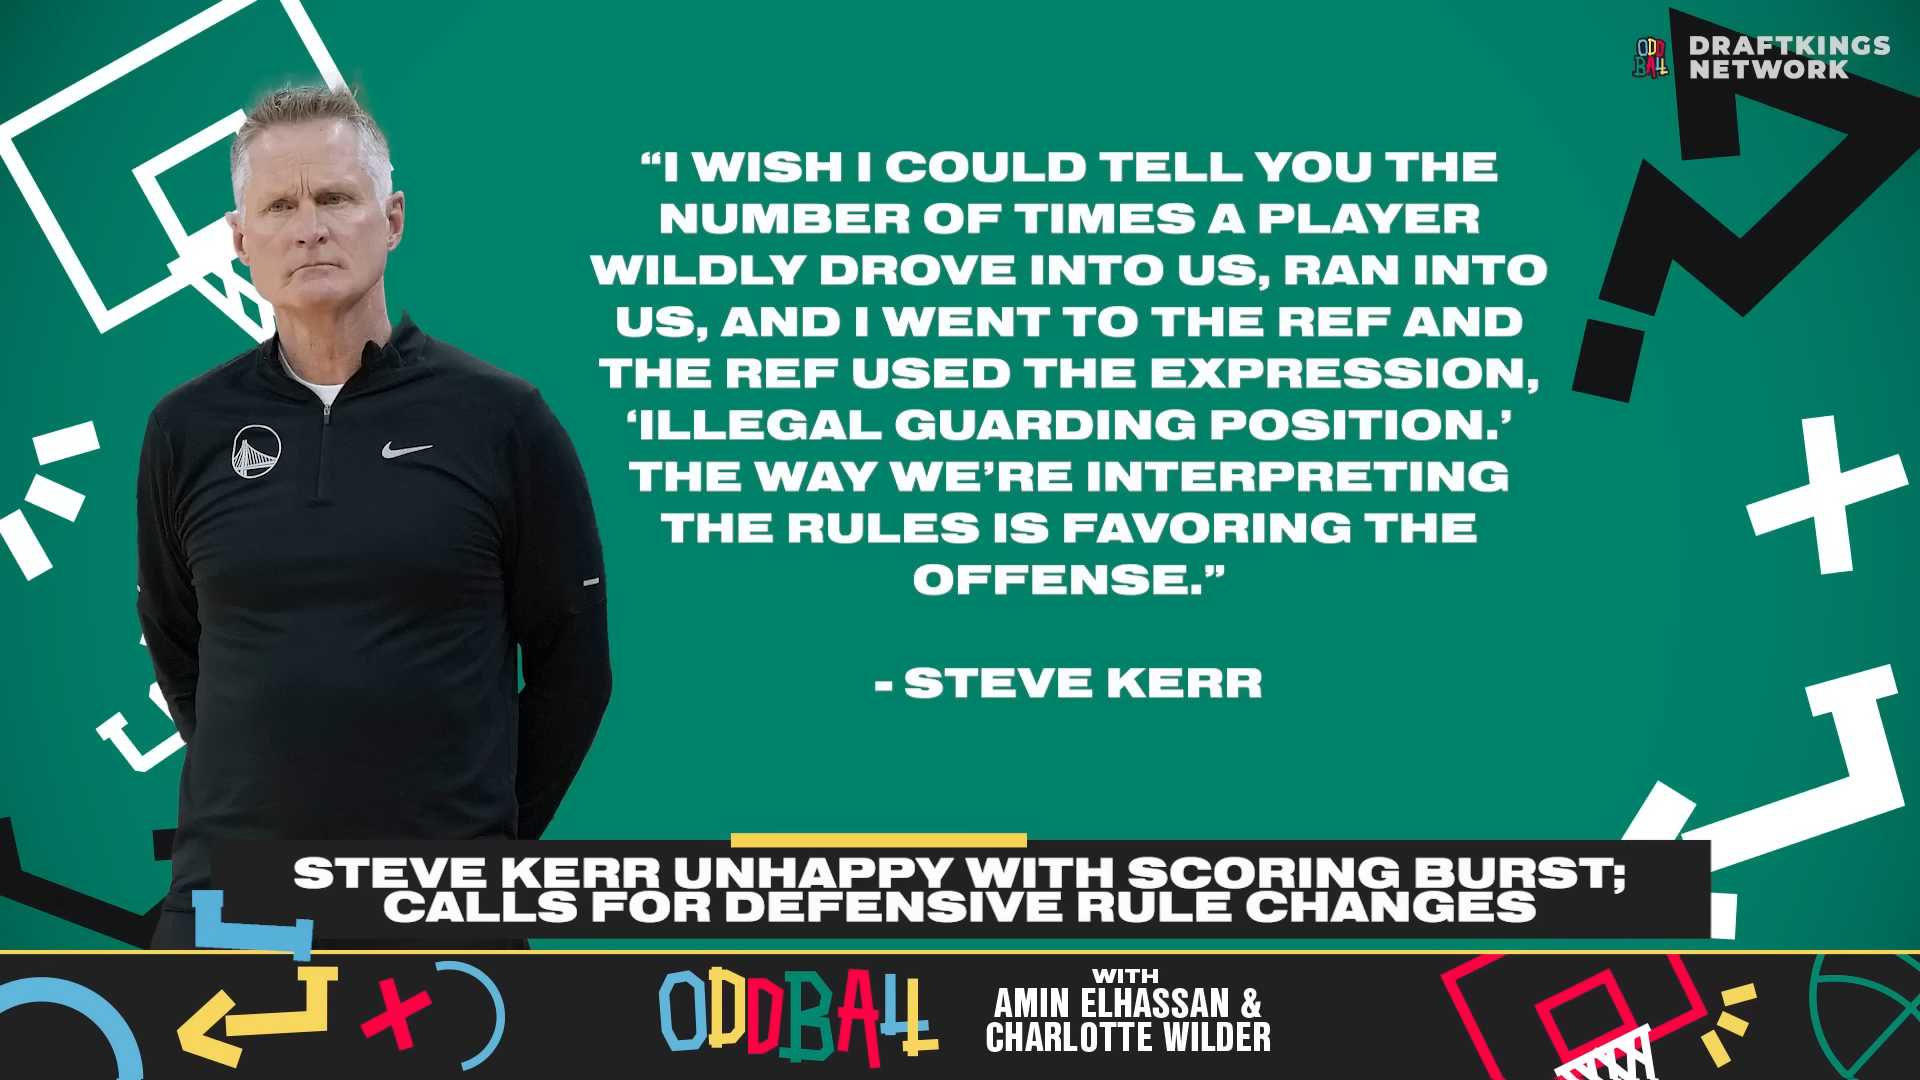 ODD
BALL
DRAFTKINGS
NETWORK
“I WISH I COULD TELL YOU THE
NUMBER OF TIMES A PLAYER
WILDLY DROVE INTO US, RAN INTO
US, AND I WENT TO THE REF AND
THE REF USED THE EXPRESSION,
‘ILLEGAL GUARDING POSITION.’
THE WAY WE’RE INTERPRETING
THE RULES IS FAVORING THE
OFFENSE.”
- STEVE KERR
STEVE KERR UNHAPPY WITH SCORING BURST;
CALLS FOR DEFENSIVE RULE CHANGES
ODDBALL
WITH
AMIN ELHASSAN &
CHARLOTTE WILDER